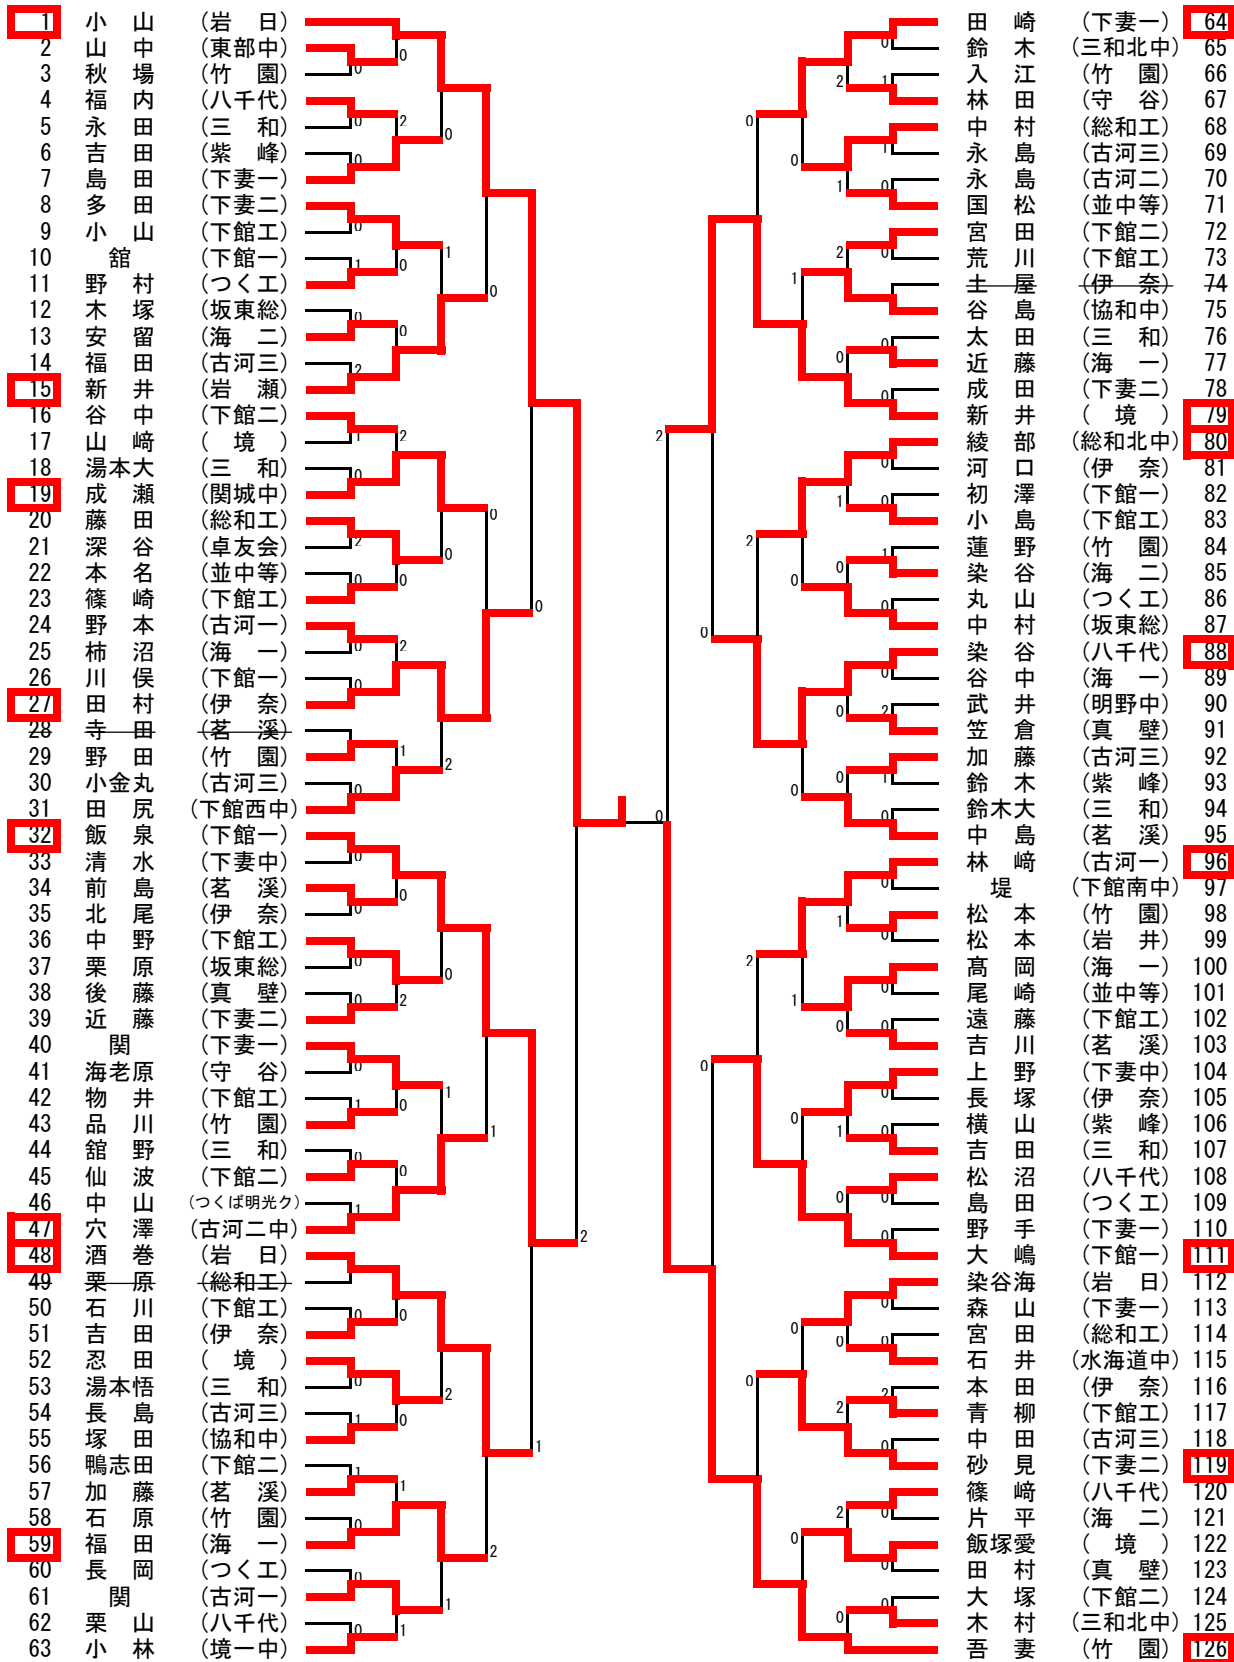 1 小 山 (岩 日)
2 山 中 (東部中)
3 秋 場 (竹 園)
4 福 内 (八千代)
5 永 田 (三 和)
6 吉 田 (紫 峰)
7 島 田 (下妻一)
8 多 田 (下妻二)
9 小 山 (下館工)
10 舘 (下館一)
11 野 村 (つく工)
12 木 塚 (坂東総)
13 安 留 (海 二)
14 福 田 (古河三)
15 新 井 (岩 瀬)
16 谷 中 (下館二)
17 山 﨑 ( 境 )
18 湯本大 (三 和)
19 成 瀬 (関城中)
20 藤 田 (総和工)
21 深 谷 (卓友会)
22 本 名 (並中等)
23 篠 崎 (下館工)
24 野 本 (古河一)
25 柿 沼 (海 一)
26 川 俣 (下館一)
27 田 村 (伊 奈)
28 寺 田 (茗 溪)
29 野 田 (竹 園)
30 小金丸 (古河三)
31 田 尻 (下館西中)
32 飯 泉 (下館一)
33 清 水 (下妻中)
34 前 島 (茗 溪)
35 北 尾 (伊 奈)
36 中 野 (下館工)
37 栗 原 (坂東総)
38 後 藤 (真 壁)
39 近 藤 (下妻二)
40 関 (下妻一)
41 海老原 (守 谷)
42 物 井 (下館工)
43 品 川 (竹 園)
44 舘 野 (三 和)
45 仙 波 (下館二)
46 中 山 (つくば明光ク)
47 穴 澤 (古河二中)
48 酒 巻 (岩 日)
49 栗 原 (総和工)
50 石 川 (下館工)
51 吉 田 (伊 奈)
52 忍 田 ( 境 )
53 湯本悟 (三 和)
54 長 島 (古河三)
55 塚 田 (協和中)
56 鴨志田 (下館二)
57 加 藤 (茗 溪)
58 石 原 (竹 園)
59 福 田 (海 一)
60 長 岡 (つく工)
61 関 (古河一)
62 栗 山 (八千代)
63 小 林 (境一中)
田 崎 (下妻一) 64
鈴 木 (三和北中) 65
入 江 (竹 園) 66
林 田 (守 谷) 67
中 村 (総和工) 68
永 島 (古河三) 69
永 島 (古河二) 70
国 松 (並中等) 71
宮 田 (下館二) 72
荒 川 (下館工) 73
土 屋 (伊 奈) 74
谷 島 (協和中) 75
太 田 (三 和) 76
近 藤 (海 一) 77
成 田 (下妻二) 78
新 井 ( 境 ) 79
綾 部 (総和北中) 80
河 口 (伊 奈) 81
初 澤 (下館一) 82
小 島 (下館工) 83
蓮 野 (竹 園) 84
染 谷 (海 二) 85
丸 山 (つく工) 86
中 村 (坂東総) 87
染 谷 (八千代) 88
谷 中 (海 一) 89
武 井 (明野中) 90
笠 倉 (真 壁) 91
加 藤 (古河三) 92
鈴 木 (紫 峰) 93
鈴木大 (三 和) 94
中 島 (茗 溪) 95
林 﨑 (古河一) 96
堤 (下館南中) 97
松 本 (竹 園) 98
松 本 (岩 井) 99
髙 岡 (海 一) 100
尾 崎 (並中等) 101
遠 藤 (下館工) 102
吉 川 (茗 溪) 103
上 野 (下妻中) 104
長 塚 (伊 奈) 105
横 山 (紫 峰) 106
吉 田 (三 和) 107
松 沼 (八千代) 108
島 田 (つく工) 109
野 手 (下妻一) 110
大 嶋 (下館一) 111
染谷海 (岩 日) 112
森 山 (下妻一) 113
宮 田 (総和工) 114
石 井 (水海道中) 115
本 田 (伊 奈) 116
青 柳 (下館工) 117
中 田 (古河三) 118
砂 見 (下妻二) 119
篠 﨑 (八千代) 120
片 平 (海 二) 121
飯塚愛 ( 境 ) 122
田 村 (真 壁) 123
大 塚 (下館二) 124
木 村 (三和北中) 125
吾 妻 (竹 園) 126